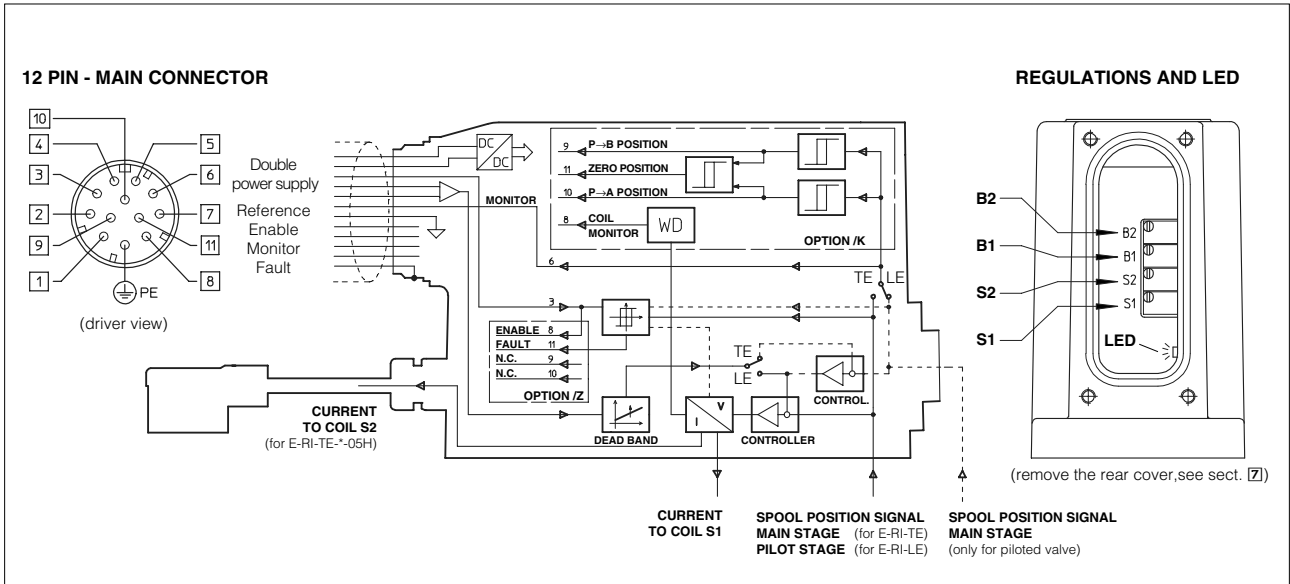 12 PIN - MAIN CONNECTOR
10
4
3
2
9
1
5
6
7
11
8
PE
(driver view)
Double
power supply
Reference
Enable
Monitor
Fault
DC
DC
MONITOR
9 P→B POSITION
11 ZERO POSITION
10 P→A POSITION
8 COIL
MONITOR
WD
OPTION /K
6
TE LE
3
ENABLE 8
FAULT 11
N.C. 9
N.C. 10
OPTION /Z
TE
LE
DEAD BAND
V
I
CONTROLLER
CONTROL.
CURRENT
TO COIL S2
(for E-RI-TE-*-05H)
CURRENT
TO COIL S1
SPOOL POSITION SIGNAL
MAIN STAGE (for E-RI-TE)
PILOT STAGE (for E-RI-LE)
SPOOL POSITION SIGNAL
MAIN STAGE
(only for piloted valve)
REGULATIONS AND LED
B2
B1
S2
S1
B2
B1
S2
S1
LED
(remove the rear cover,see sect. 7)